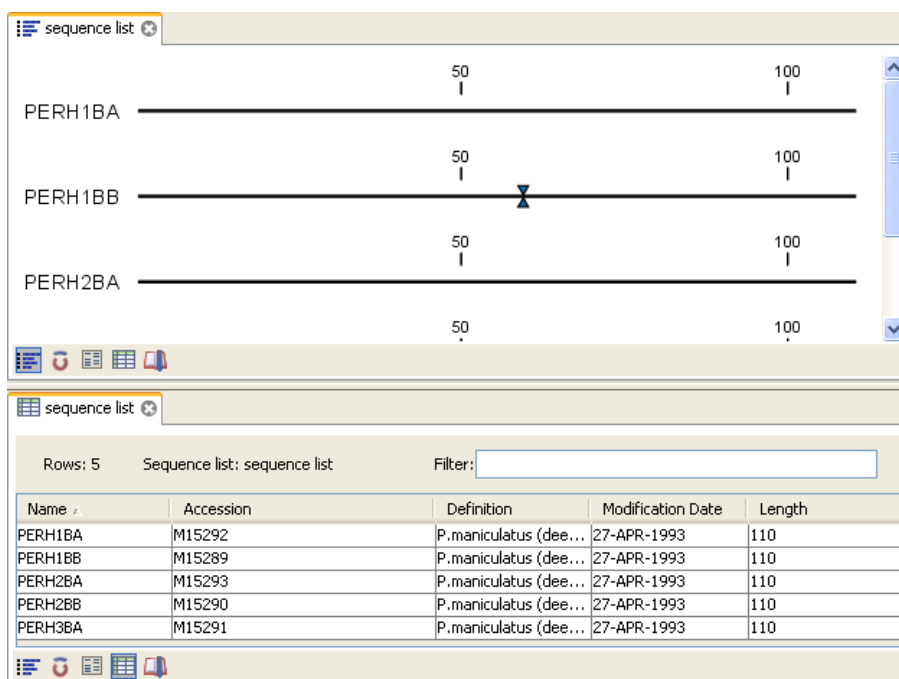 sequence list
50 100
PERH1BA
50 100
PERH1BB
50 100
PERH2BA
50 100
sequence list
Rows: 5 Sequence list: sequence list Filter:
Name Accession Definition Modification Date Length
PERH1BA M15292 P.maniculatus (dee... 27-APR-1993 110
PERH1BB M15289 P.maniculatus (dee... 27-APR-1993 110
PERH2BA M15293 P.maniculatus (dee... 27-APR-1993 110
PERH2BB M15290 P.maniculatus (dee... 27-APR-1993 110
PERH3BA M15291 P.maniculatus (dee... 27-APR-1993 110